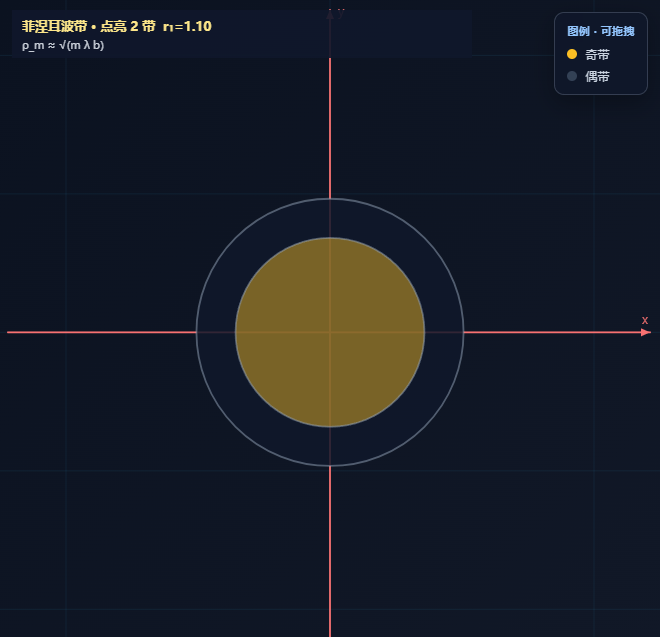 菲涅耳波带 • 点亮 2 带 r₁=1.10
ρ_m ≈ √(m λ b)
图例 · 可拖拽
奇带
偶带
x